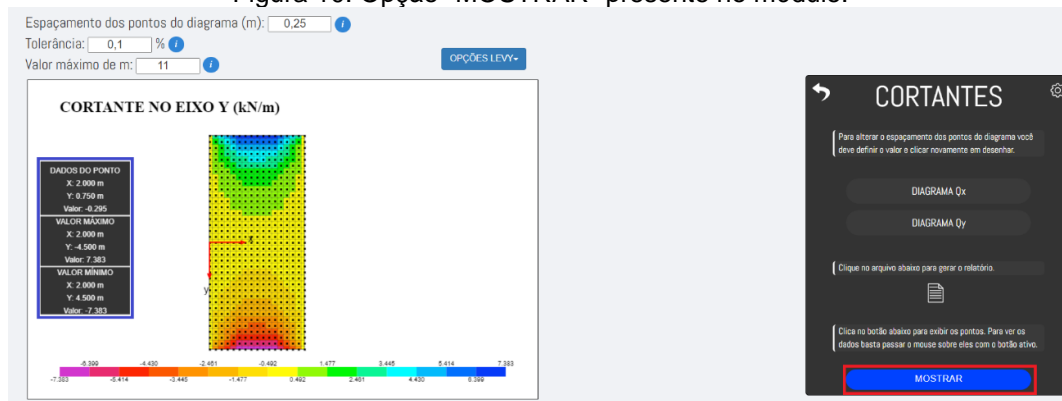 Figura 10: Opção "MOSTRAR" presente no módulo.
Espaçamento dos pontos do diagrama (m): 0,25
Tolerância: 0,1 %
Valor máximo de m: 11
OPÇÕES LEVY
CORTANTE NO EIXO Y (kN/m)
DADOS DO PONTO
X: 2.000 m
Y: 0.750 m
Valor: -0.295
VALOR MÁXIMO
X: 2.000 m
Y: -4.500 m
Valor: 7.383
VALOR MÍNIMO
X: 2.000 m
Y: 4.500 m
Valor: -7.383
x
y
-6.399 -4.430 -2.461 -0.492 1.477 3.445 5.414 7.383
-7.383 -5.414 -3.445 -1.477 0.492 2.461 4.430 6.399
CORTANTES
Para alterar o espaçamento dos pontos do diagrama você
deve definir o valor e clicar novamente em desenhar.
DIAGRAMA Qx
DIAGRAMA Qy
Clique no arquivo abaixo para gerar o relatório.
Clica no botão abaixo para exibir os pontos. Para ver os
dados basta passar o mouse sobre eles com o botão ativo.
MOSTRAR